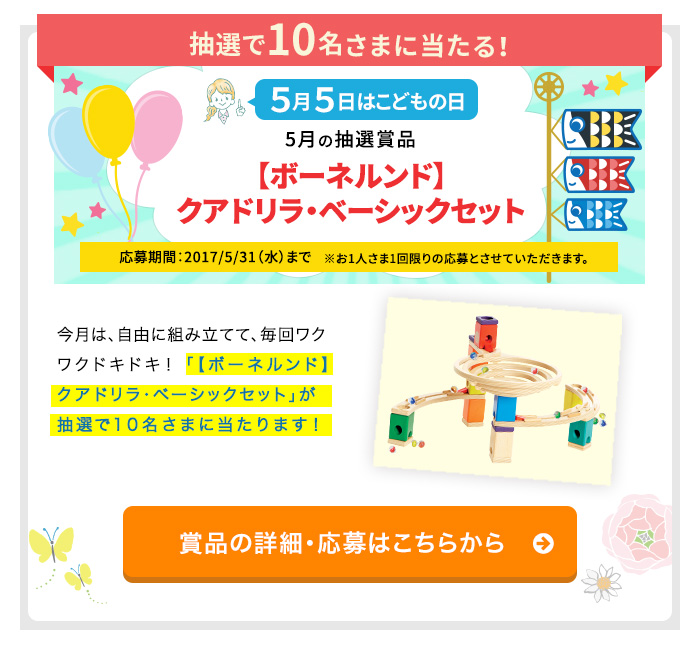 抽選で10名さまに当たる!
5月5日はこどもの日
5月の抽選賞品
【ボーネルンド】
クアドリラ・ベーシックセット
応募期間：2017/5/31（水）まで ※お1人さま1回限りの応募とさせていただきます。
今月は、自由に組み立てて、毎回ワク
ワクドキドキ！「【ボーネルンド】
クアドリラ・ベーシックセット」が
抽選で10名さまに当たります！
賞品の詳細・応募はこちらから